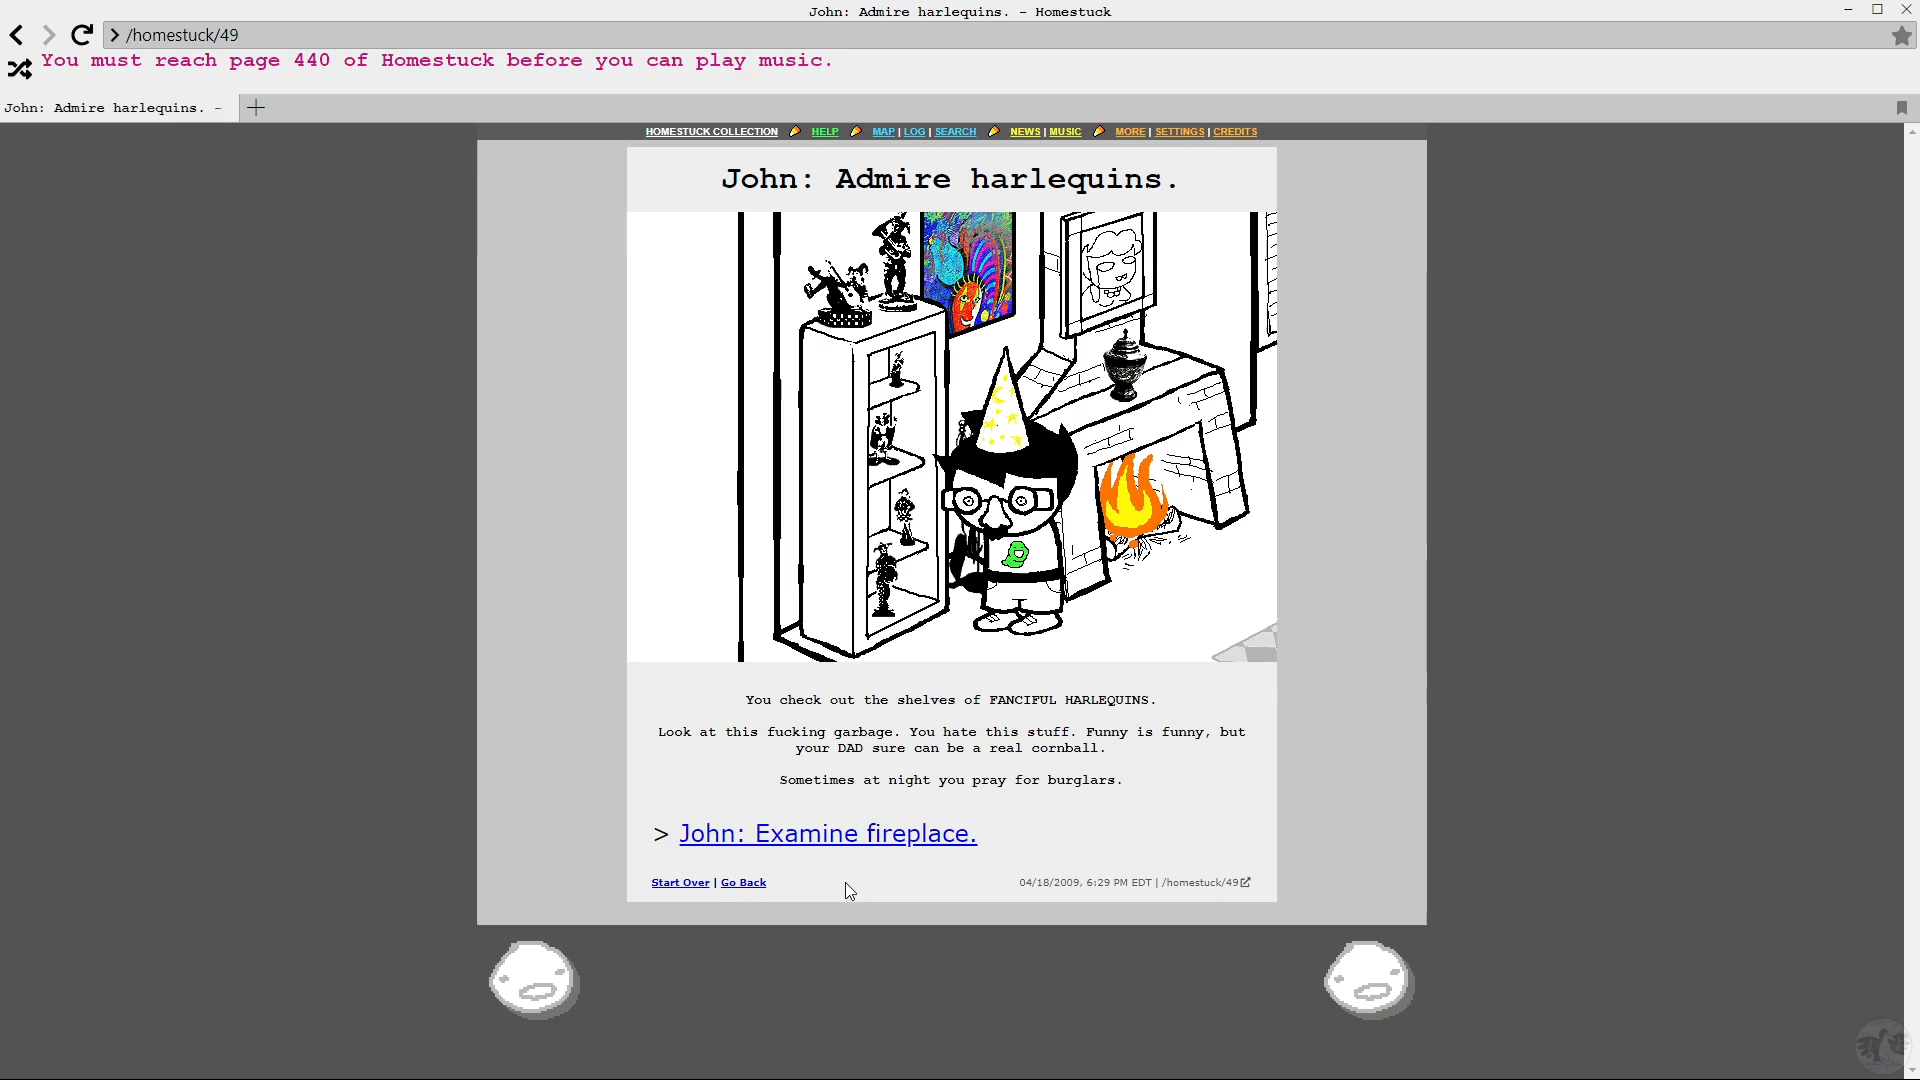 John: Admire harlequins. - Homestuck
/homestuck/49
You must reach page 440 of Homestuck before you can play music.
John: Admire harlequins. -
HOMESTUCK COLLECTION HELP MAP | LOG | SEARCH NEWS | MUSIC MORE | SETTINGS | CREDITS
John: Admire harlequins.
You check out the shelves of FANCIFUL HARLEQUINS.
Look at this fucking garbage. You hate this stuff. Funny is funny, but
your DAD sure can be a real cornball.
Sometimes at night you pray for burglars.
> John: Examine fireplace.
Start Over | Go Back 04/18/2009, 6:29 PM EDT | /homestuck/49